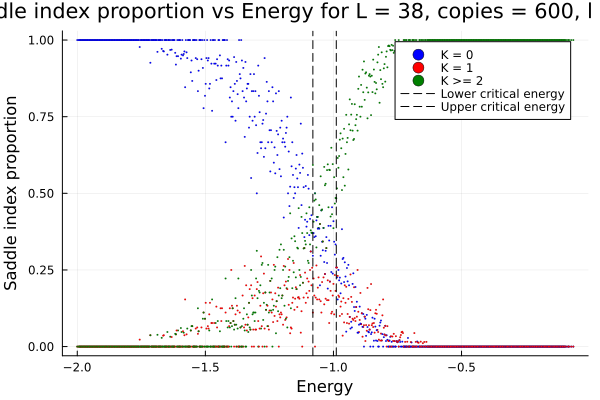 dle index proportion vs Energy for L = 38, copies = 600,
1.00
0.75
0.50
0.25
0.00
Saddle index proportion
K = 0
K = 1
K >= 2
Lower critical energy
Upper critical energy
−2.0
−1.5
−1.0
−0.5
Energy